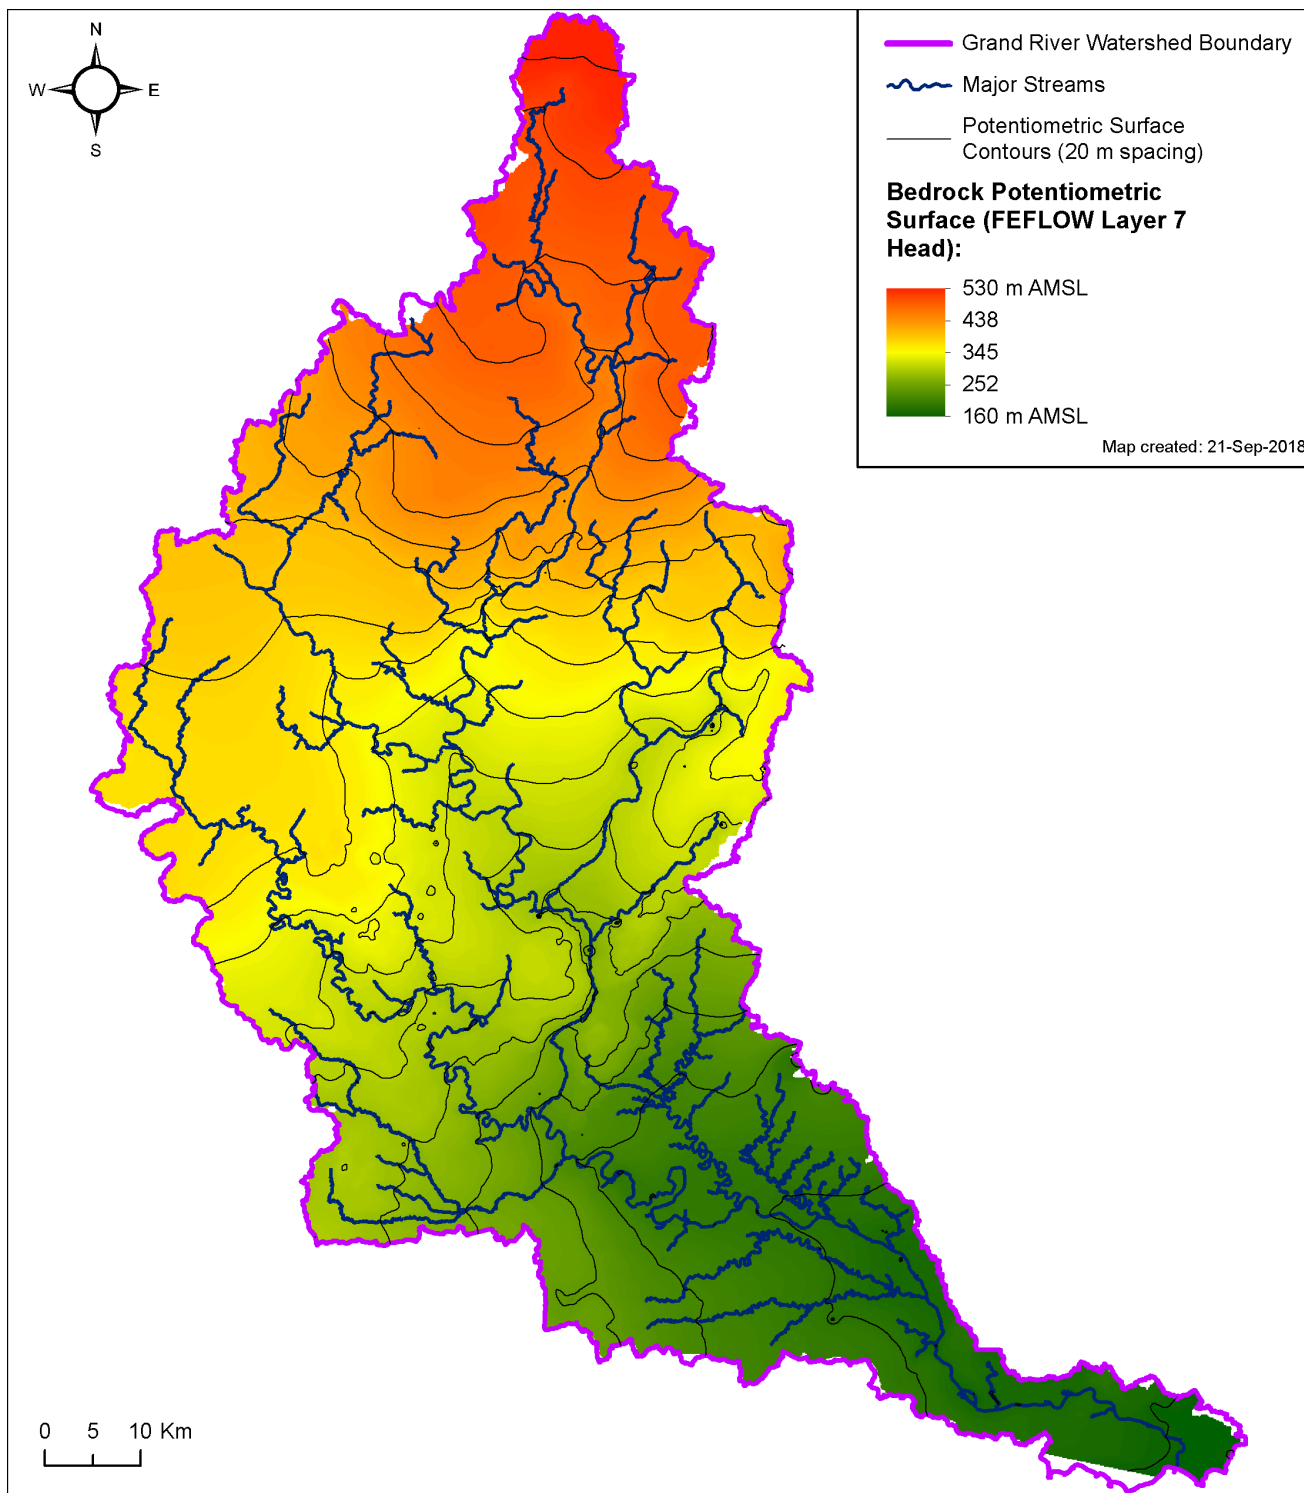 N
W
E
S
Grand River Watershed Boundary
Major Streams
Potentiometric Surface
Contours (20 m spacing)
Bedrock Potentiometric
Surface (FEFLOW Layer 7
Head):
530 m AMSL
438
345
252
160 m AMSL
Map created: 21-Sep-2018
0 5 10 Km